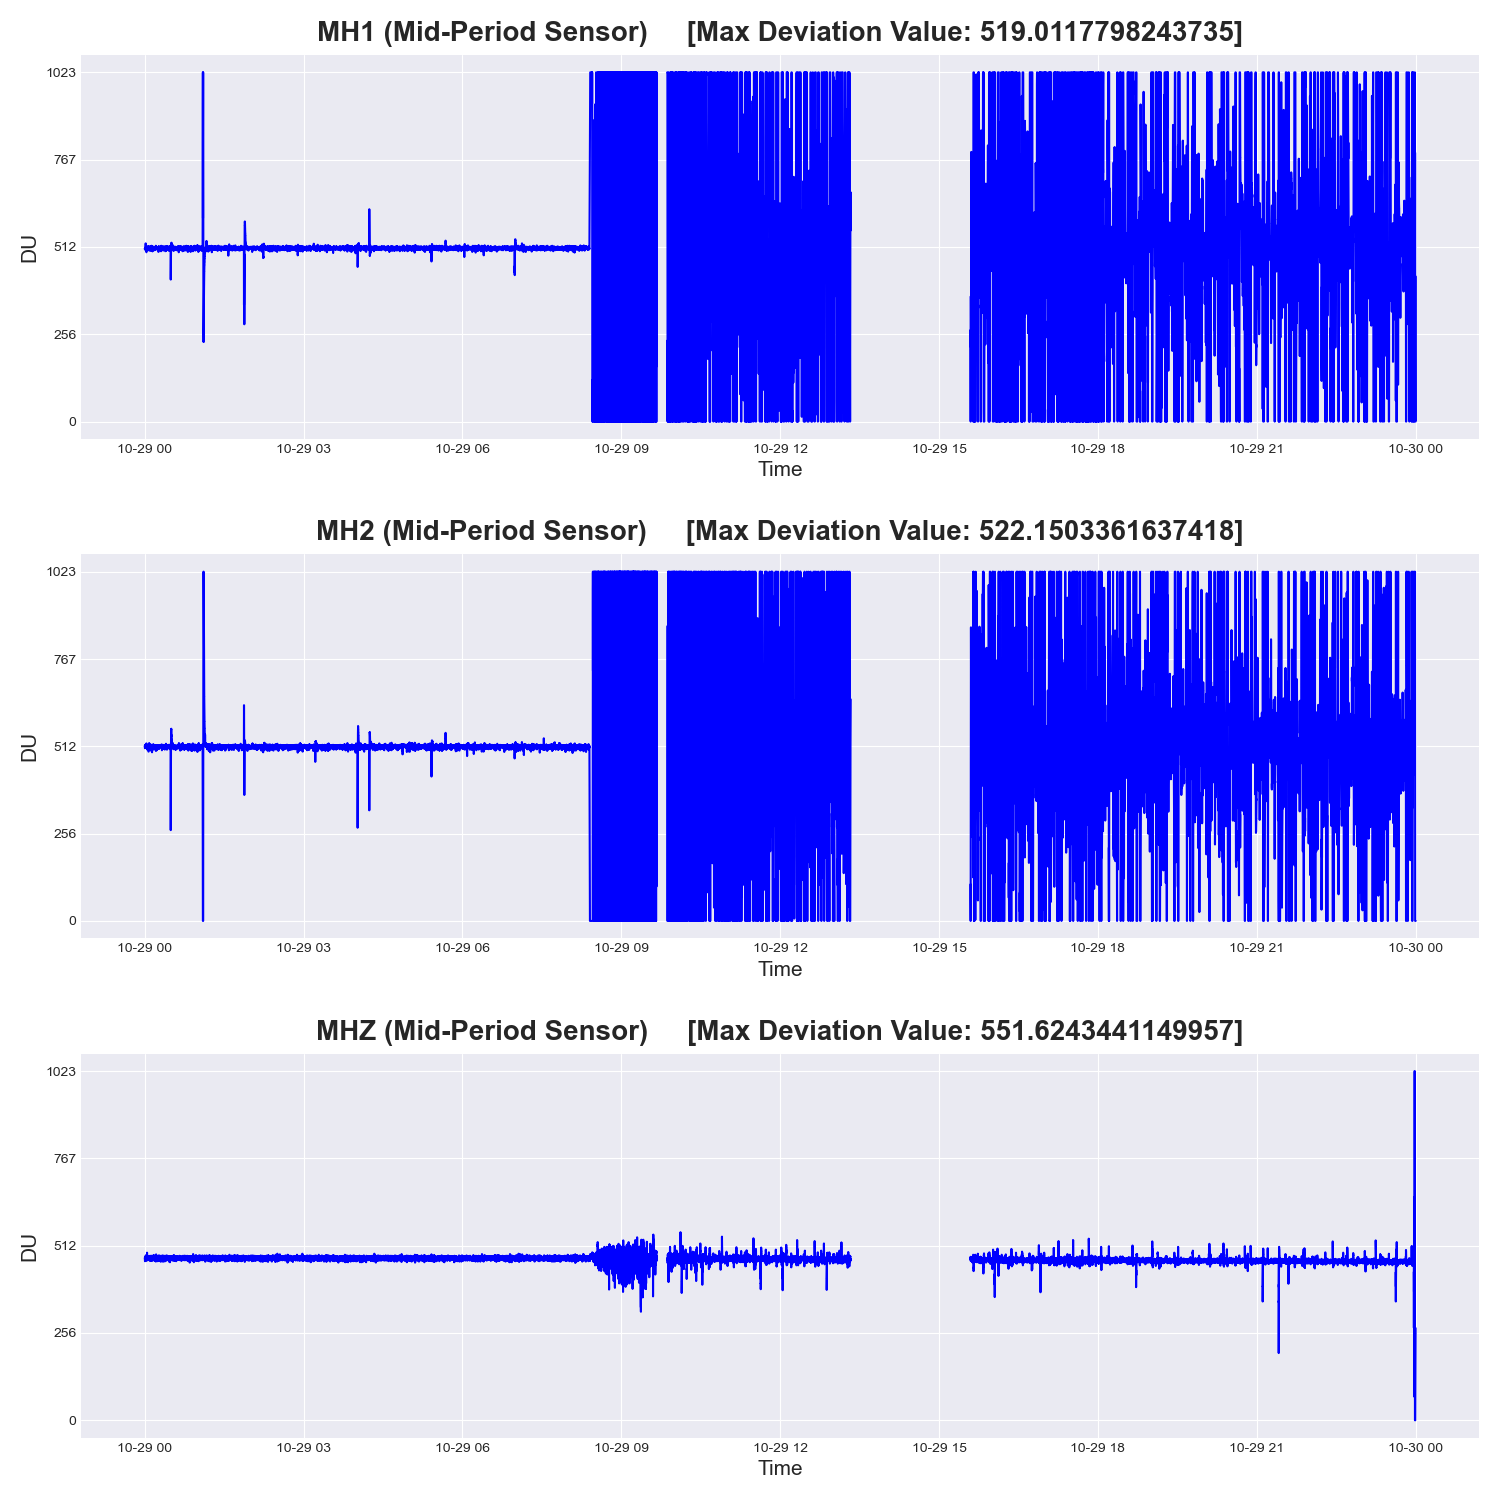 MH1 (Mid-Period Sensor) [Max Deviation Value: 519.0117798243735]
1023
767
512
256
0
DU
10-29 00 10-29 03 10-29 06 10-29 09 10-29 12 10-29 15 10-29 18 10-29 21 10-30 00
Time
MH2 (Mid-Period Sensor) [Max Deviation Value: 522.1503361637418]
1023
767
512
256
0
DU
10-29 00 10-29 03 10-29 06 10-29 09 10-29 12 10-29 15 10-29 18 10-29 21 10-30 00
Time
MHZ (Mid-Period Sensor) [Max Deviation Value: 551.6243441149957]
1023
767
512
256
0
DU
10-29 00 10-29 03 10-29 06 10-29 09 10-29 12 10-29 15 10-29 18 10-29 21 10-30 00
Time